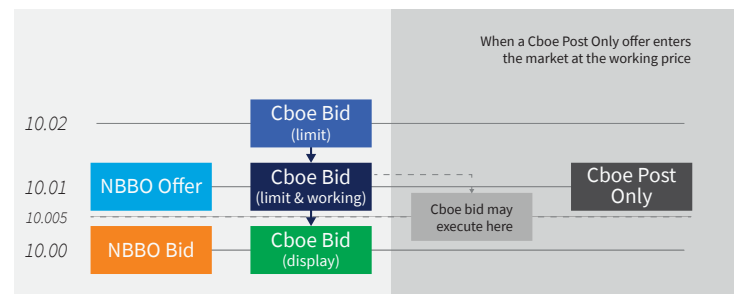 When a Cboe Post Only offer enters
the market at the working price
10.02
Cboe Bid
(limit)
10.01
NBBO Offer
Cboe Bid
(limit & working)
Cboe Post
Only
10.005
Cboe bid may
execute here
10.00
NBBO Bid
Cboe Bid
(display)